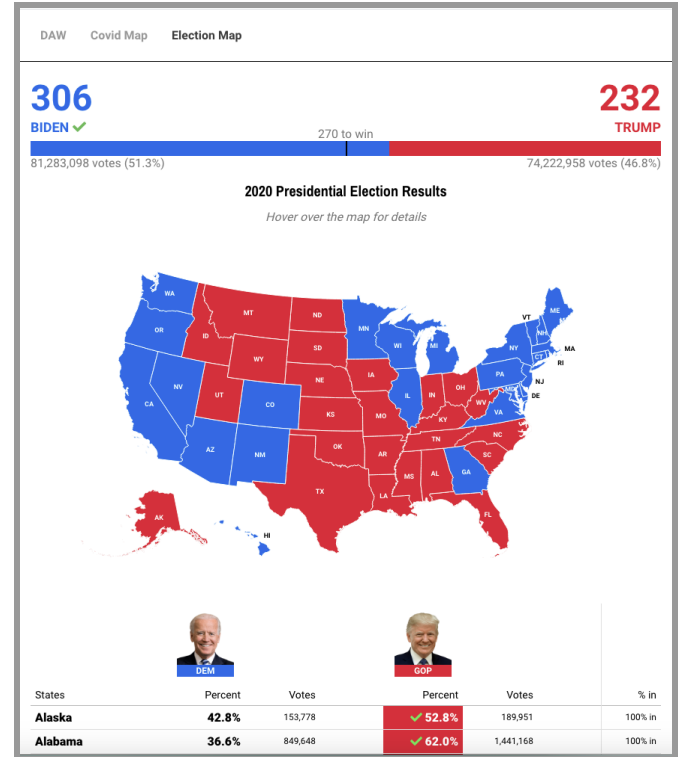 DAW Covid Map Election Map
306 232
BIDEN TRUMP
270 to win
81,283,098 votes (51.3%) 74,222,958 votes (46.8%)
2020 Presidential Election Results
Hover over the map for details
WA
MT
ND
MN
ME
VT
NH
OR
ID
SD
WI
MI
NY
MA
CT
RI
WY
PA
NJ
NE
IA
OH
MD
DE
NV
UT
CO
IL
IN
WV
VA
CA
KS
MO
KY
NC
TN
AZ
NM
OK
AR
SC
MS
AL
GA
TX
LA
FL
AK
HI
DEM GOP
States Percent Votes Percent Votes % in
Alaska 42.8% 153,778 52.8% 189,951 100% in
Alabama 36.6% 849,648 62.0% 1,441,168 100% in